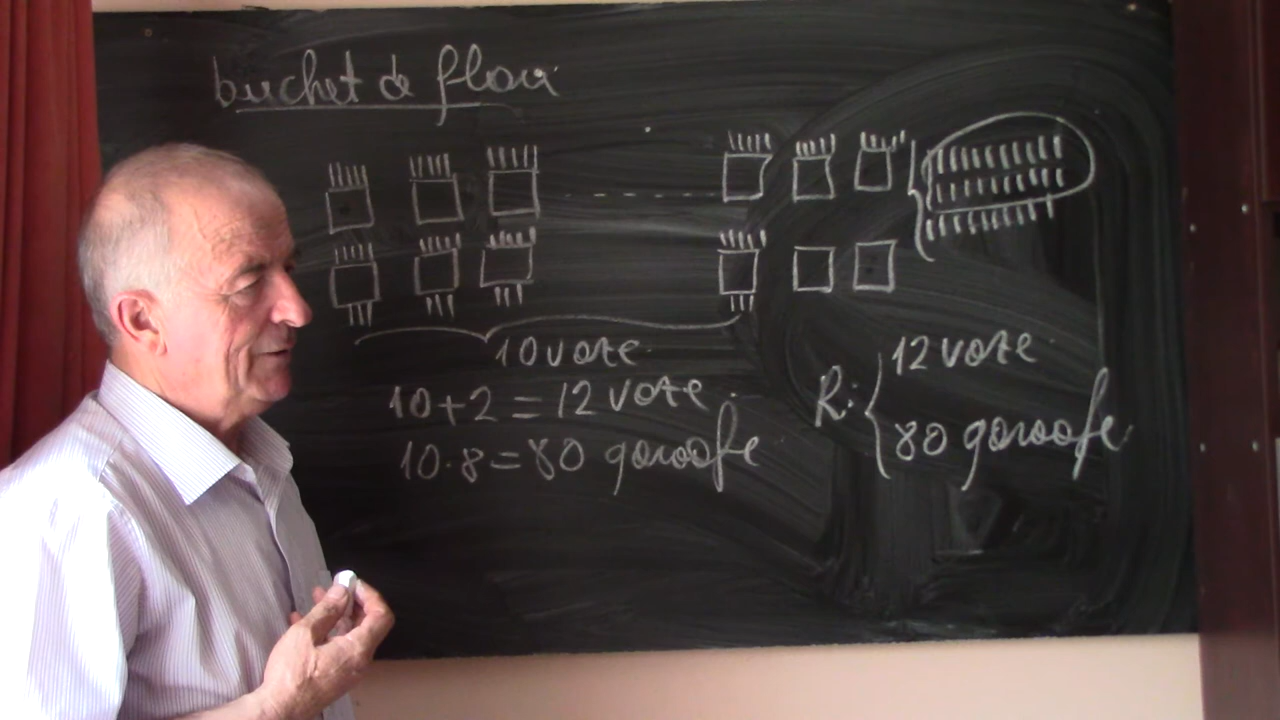 buchet de flori
10 vaze
10+2=12 vaze
10·8=80 garoafe
R: 12 vaze
80 garoafe